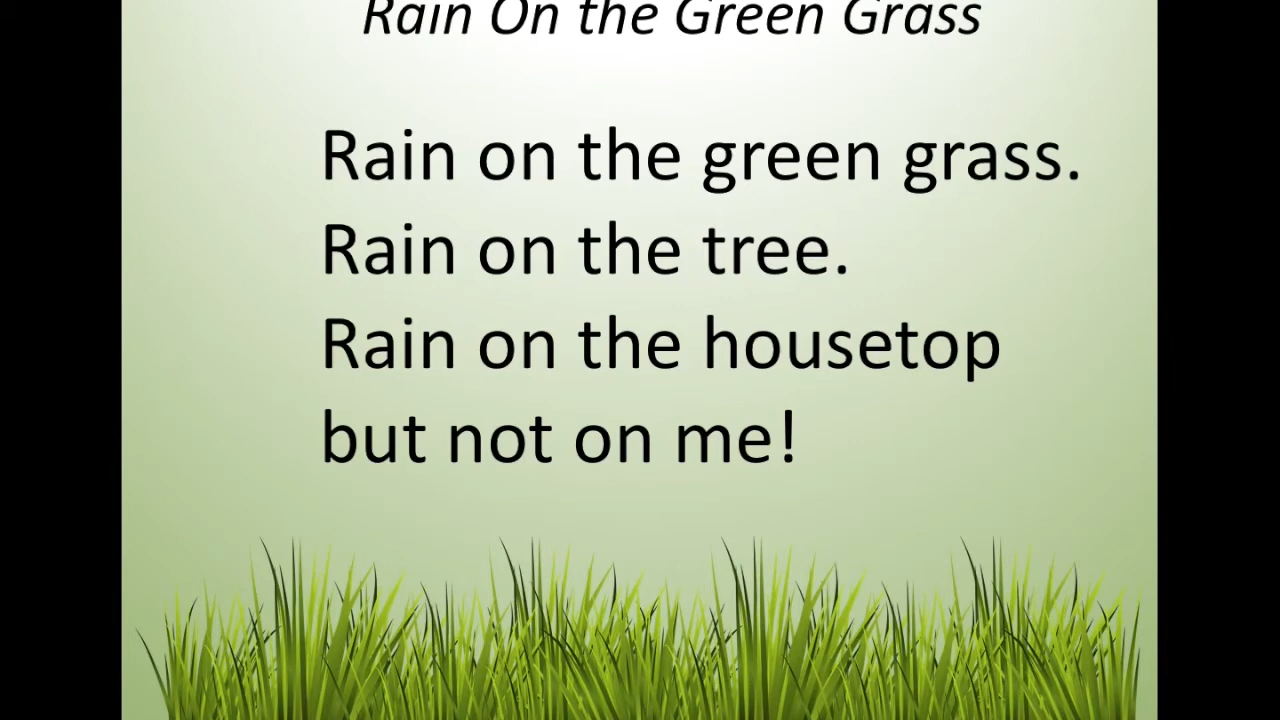 Rain On the Green Grass
Rain on the green grass.
Rain on the tree.
Rain on the housetop
but not on me!